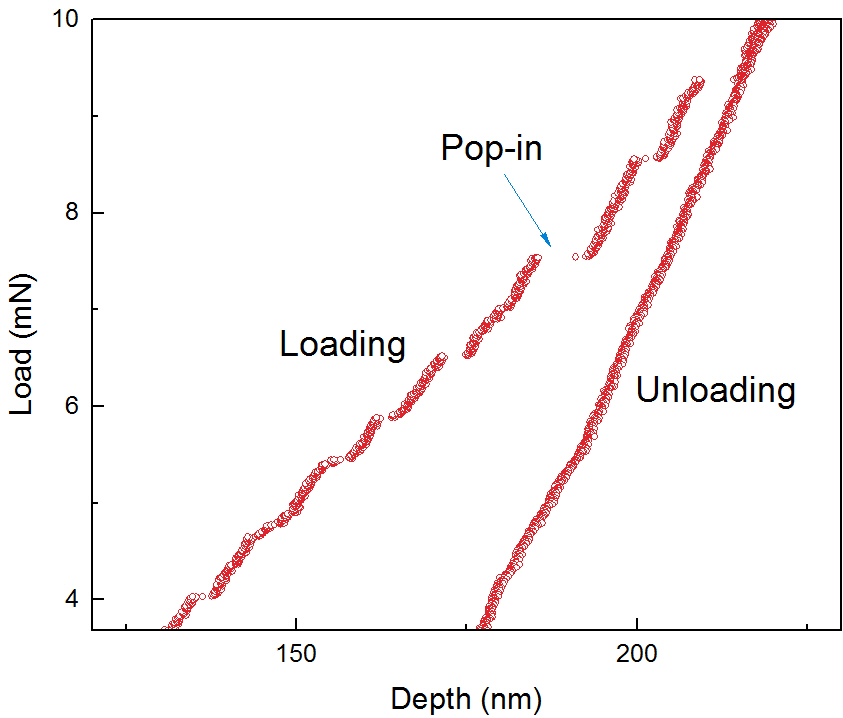 10
8
6
4
Load (mN)
Pop-in
Loading
Unloading
150
200
Depth (nm)